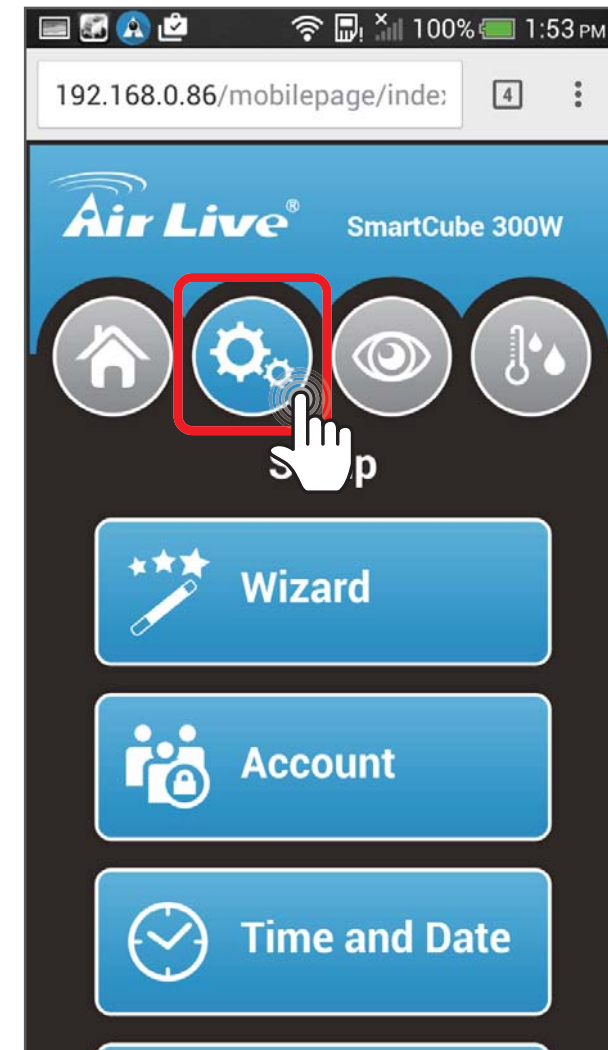 100% 1:53 PM
192.168.0.86/mobilepage/inde
4
Air Live® SmartCube 300W
Wizard
Account
Time and Date